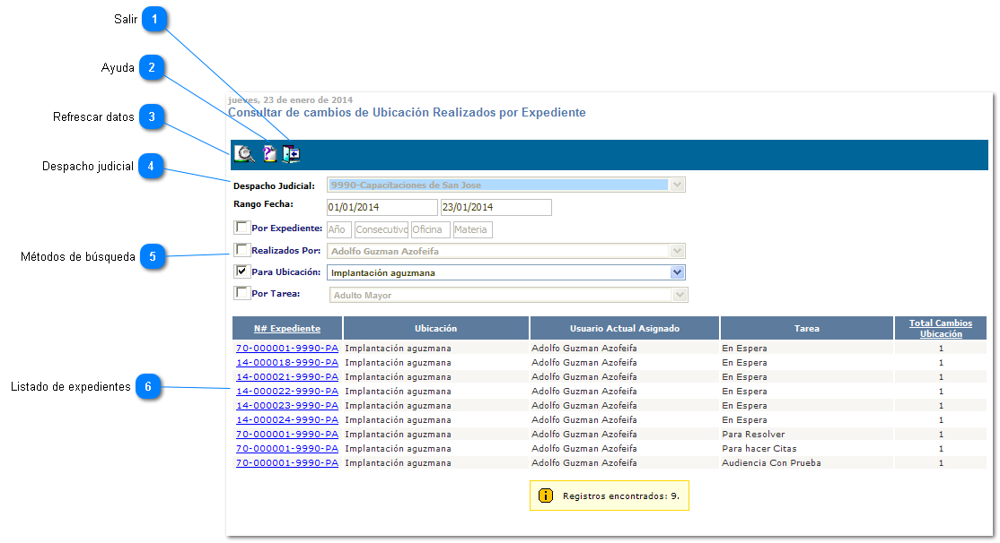 Salir 1
Ayuda 2
Refrescar datos 3
Despacho judicial 4
Métodos de búsqueda 5
Listado de expedientes 6
jueves, 23 de enero de 2014
Consultar de cambios de Ubicación Realizados por Expediente
Despacho Judicial: 9990-Capacitaciones de San Jose
Rango Fecha: 01/01/2014 23/01/2014
Por Expediente: Año Consecutivo Oficina Materia
Realizados Por: Adolfo Guzman Azofeifa
Para Ubicación: Implantación aguzmana
Por Tarea: Adulto Mayor
N# Expediente Ubicación Usuario Actual Asignado Tarea Total Cambios Ubicación
70-000001-9990-PA Implantación aguzmana Adolfo Guzman Azofeifa En Espera 1
14-000018-9990-PA Implantación aguzmana Adolfo Guzman Azofeifa En Espera 1
14-000021-9990-PA Implantación aguzmana Adolfo Guzman Azofeifa En Espera 1
14-000022-9990-PA Implantación aguzmana Adolfo Guzman Azofeifa En Espera 1
14-000023-9990-PA Implantación aguzmana Adolfo Guzman Azofeifa En Espera 1
14-000024-9990-PA Implantación aguzmana Adolfo Guzman Azofeifa En Espera 1
70-000001-9990-PA Implantación aguzmana Adolfo Guzman Azofeifa Para Resolver 1
70-000001-9990-PA Implantación aguzmana Adolfo Guzman Azofeifa Para hacer Citas 1
70-000001-9990-PA Implantación aguzmana Adolfo Guzman Azofeifa Audiencia Con Prueba 1
Registros encontrados: 9.